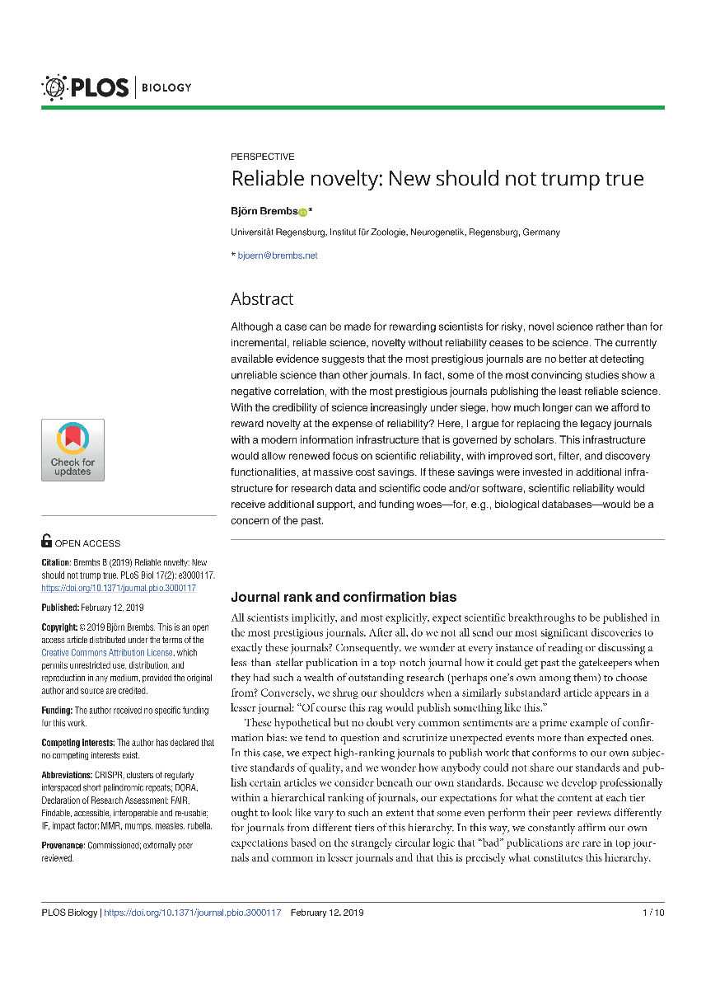 PLOS | BIOLOGY
PERSPECTIVE
Reliable novelty: New should not trump true
Björn Brembs iD *
Universität Regensburg, Institut für Zoologie, Neurogenetik, Regensburg, Germany
* bjoern@brembs.net
Abstract
Although a case can be made for rewarding scientists for risky, novel science rather than for
incremental, reliable science, novelty without reliability ceases to be science. The currently
available evidence suggests that the most prestigious journals are no better at detecting
unreliable science than other journals. In fact, some of the most convincing studies show a
negative correlation, with the most prestigious journals publishing the least reliable science.
With the credibility of science increasingly under siege, how much longer can we afford to
reward novelty at the expense of reliability? Here, I argue for replacing the legacy journals
with a modern information infrastructure that is governed by scholars. This infrastructure
would allow renewed focus on scientific reliability, with improved sort, filter, and discovery
functionalities, at massive cost savings. If these savings were invested in additional infra-
structure for research data and scientific code and/or software, scientific reliability would
receive additional support, and funding woes—for, e.g., biological databases—would be a
concern of the past.
Check for
updates
OPEN ACCESS
Citation: Brembs B (2019) Reliable novelty: New
should not trump true. PLoS Biol 17(2): e3000117.
https://doi.org/10.1371/journal.pbio.3000117
Published: February 12, 2019
Copyright: © 2019 Björn Brembs. This is an open
access article distributed under the terms of the
Creative Commons Attribution License, which
permits unrestricted use, distribution, and
reproduction in any medium, provided the original
author and source are credited.
Funding: The author received no specific funding
for this work.
Competing interests: The author has declared that
no competing interests exist.
Abbreviations: CRISPR, clusters of regularly
interspaced short palindromic repeats; DORA,
Declaration of Research Assessment; FAIR,
Findable, accessible, interoperable and re-usable;
IF, impact factor; MMR, mumps, measles, rubella.
Provenance: Commissioned; externally peer
reviewed.
Journal rank and confirmation bias
All scientists implicitly, and most explicitly, expect scientific breakthroughs to be published in
the most prestigious journals. After all, do we not all send our most significant discoveries to
exactly these journals? Consequently, we wonder at every instance of reading or discussing a
less-than-stellar publication in a top-notch journal how it could get past the gatekeepers when
they had such a wealth of outstanding research (perhaps one's own among them) to choose
from? Conversely, we shrug our shoulders when a similarly substandard article appears in a
lesser journal: “Of course this rag would publish something like this.”
These hypothetical but no doubt very common sentiments are a prime example of confir-
mation bias: we tend to question and scrutinize unexpected events more than expected ones.
In this case, we expect high-ranking journals to publish work that conforms to our own subjec-
tive standards of quality, and we wonder how anybody could not share our standards and pub-
lish certain articles we consider beneath our own standards. Because we develop professionally
within a hierarchical ranking of journals, our expectations for what the content at each tier
ought to look like vary to such an extent that some even perform their peer-reviews differently
for journals from different tiers of this hierarchy. In this way, we constantly affirm our own
expectations based on the strangely circular logic that “bad” publications are rare in top jour-
nals and common in lesser journals and that this is precisely what constitutes this hierarchy.
PLOS Biology | https://doi.org/10.1371/journal.pbio.3000117 February 12, 2019 1 / 10